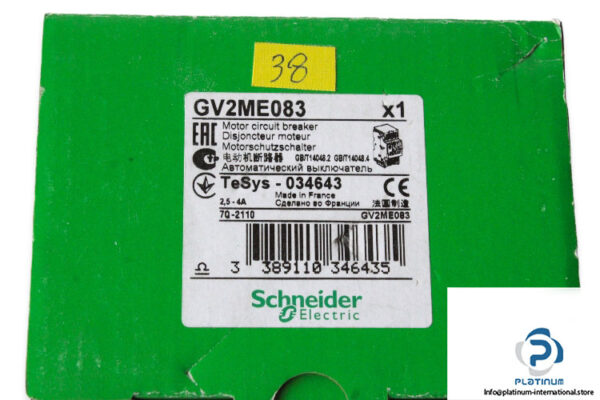 38
GV2ME083 x1
EAC Motor circuit breaker
Disjoncteur moteur
Motorschutzschalter
电动机断路器 GB/T14048.2 GB/T14048.4
Автоматический выключатель
TeSys - 034643 CE
Made in France
2,5 - 4A Сделано во Франции 法国制造
7Q-2110 GV2ME083
3 389110 346435
Schneider
Electric
PLATINUM
platinum-international.store